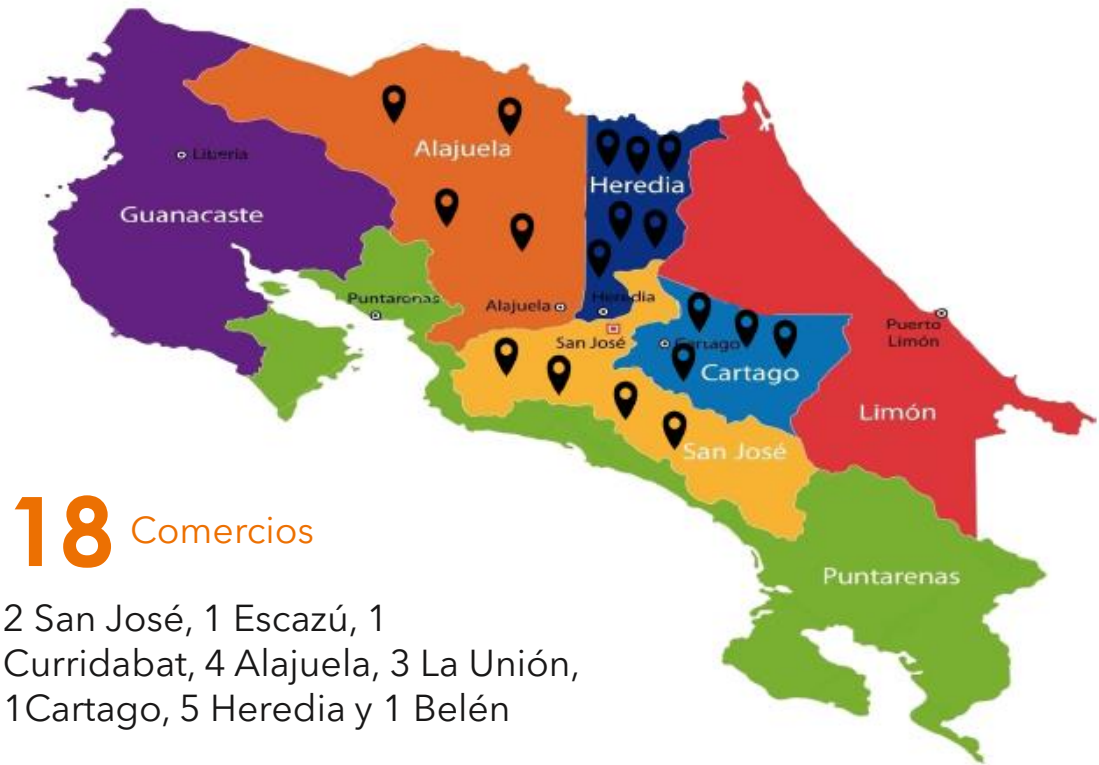 Alajuela
Liberia
Heredia
Guanacaste
Puntarenas
Alajuela
Heredia
Puerto
Limón
San José
Cartago
Cartago
Limón
San José
18 Comercios
Puntarenas
2 San José, 1 Escazú, 1
Curridabat, 4 Alajuela, 3 La Unión,
1Cartago, 5 Heredia y 1 Belén